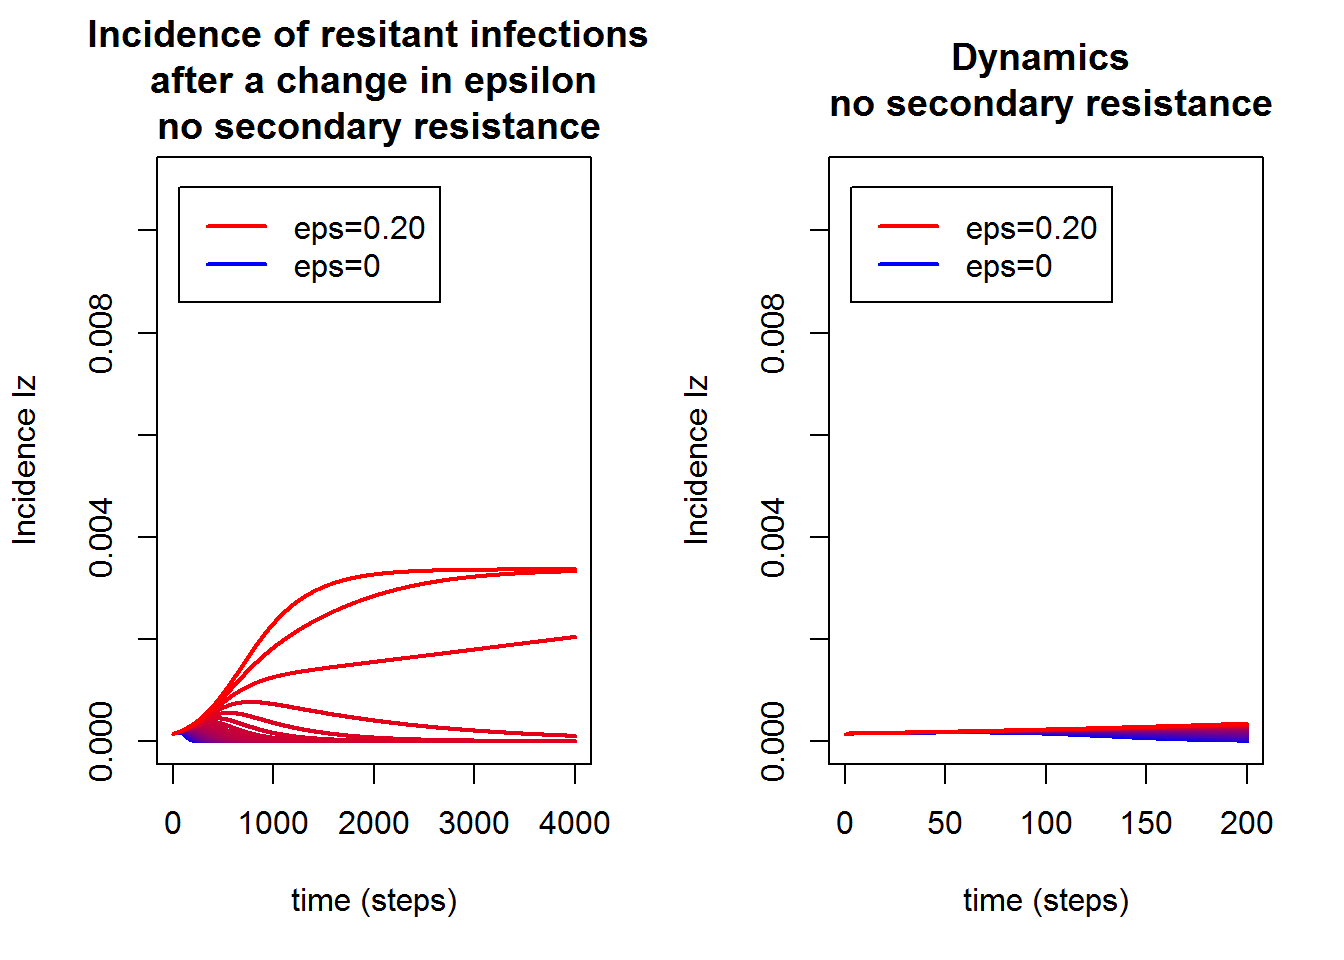 Incidence of resitant infections
after a change in epsilon
no secondary resistance
eps=0.20
eps=0
Incidence Iz
0.008
0.004
0.000
0 1000 2000 3000 4000
time (steps)
Dynamics
no secondary resistance
eps=0.20
eps=0
Incidence Iz
0.008
0.004
0.000
0 50 100 150 200
time (steps)